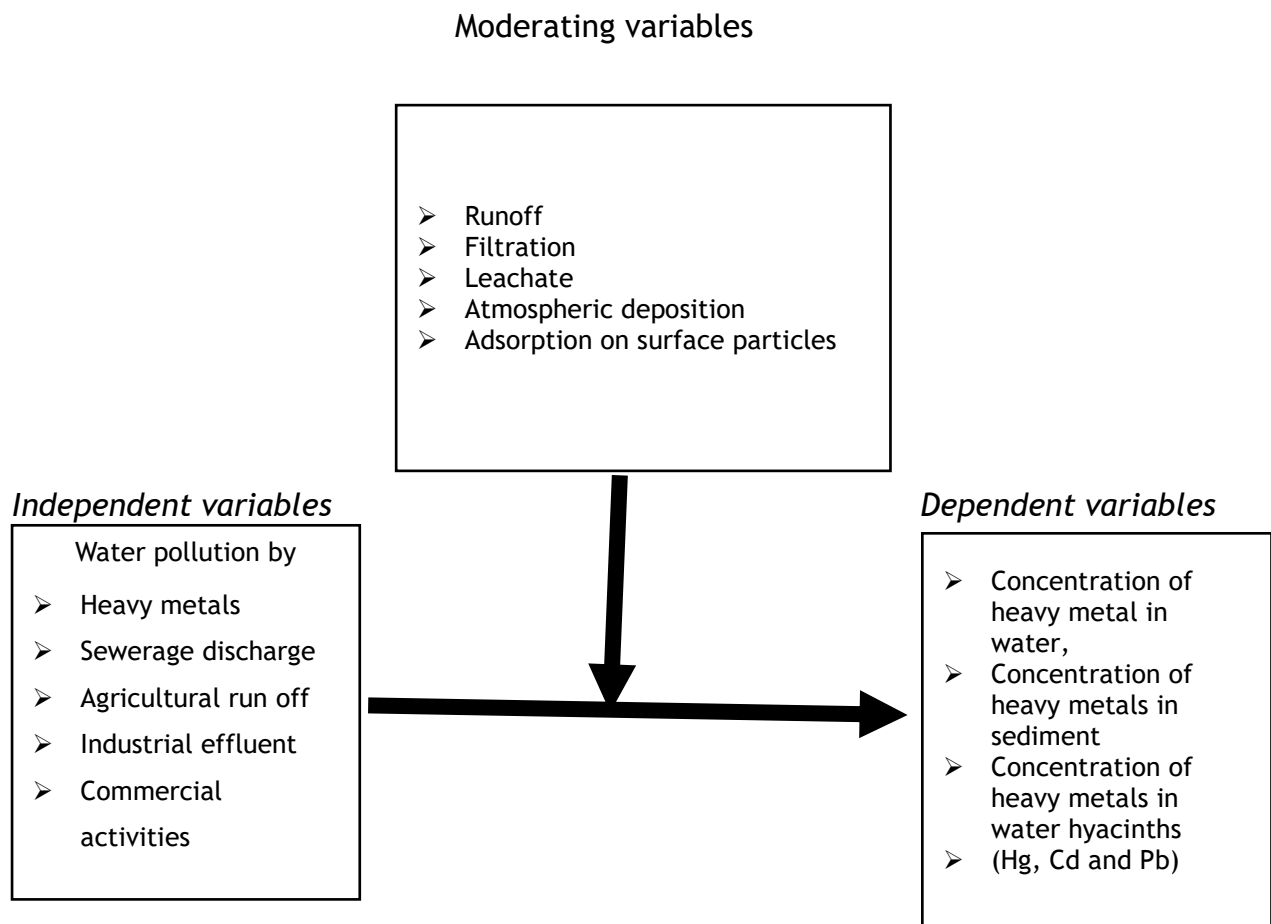 Moderating variables
➢ Runoff
➢ Filtration
➢ Leachate
➢ Atmospheric deposition
➢ Adsorption on surface particles
Independent variables
Water pollution by
➢ Heavy metals
➢ Sewerage discharge
➢ Agricultural run off
➢ Industrial effluent
➢ Commercial
activities
Dependent variables
➢ Concentration of
heavy metal in
water,
➢ Concentration of
heavy metals in
sediment
➢ Concentration of
heavy metals in
water hyacinths
➢ (Hg, Cd and Pb)